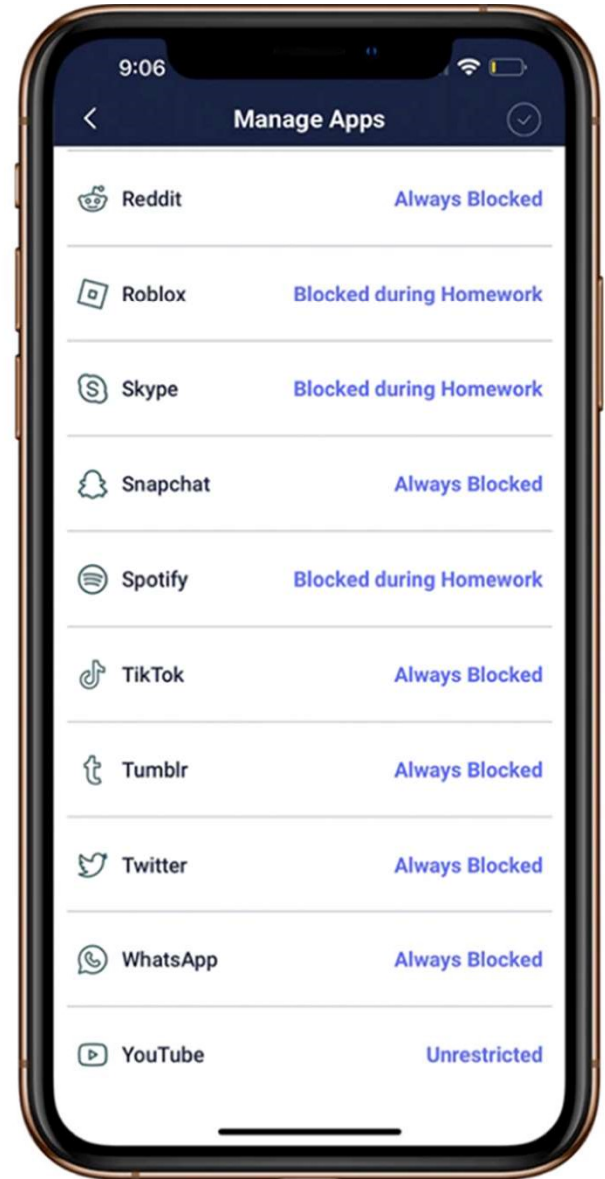 9:06
Manage Apps
Reddit Always Blocked
Roblox Blocked during Homework
Skype Blocked during Homework
Snapchat Always Blocked
Spotify Blocked during Homework
TikTok Always Blocked
Tumblr Always Blocked
Twitter Always Blocked
WhatsApp Always Blocked
YouTube Unrestricted